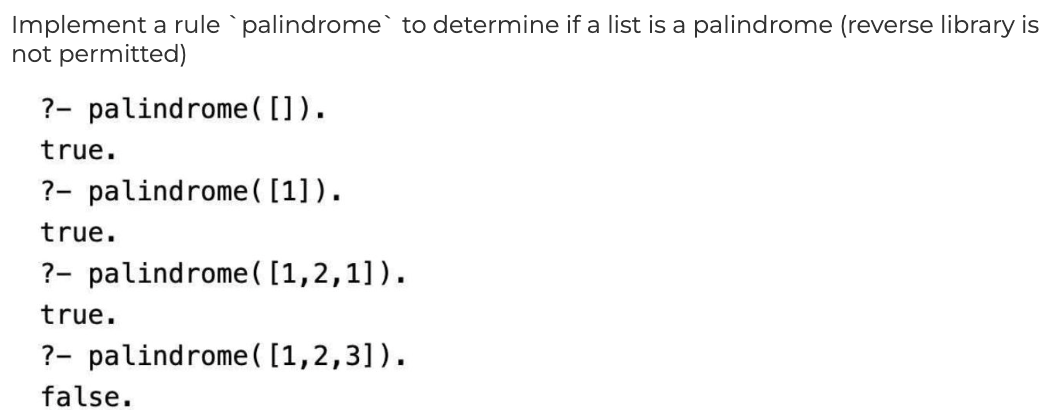 Implement a rule `palindrome` to determine if a list is a palindrome (reverse library is
not permitted)
?- palindrome([]).
true.
?- palindrome([1]).
true.
?- palindrome([1,2,1]).
true.
?- palindrome([1,2,3]).
false.